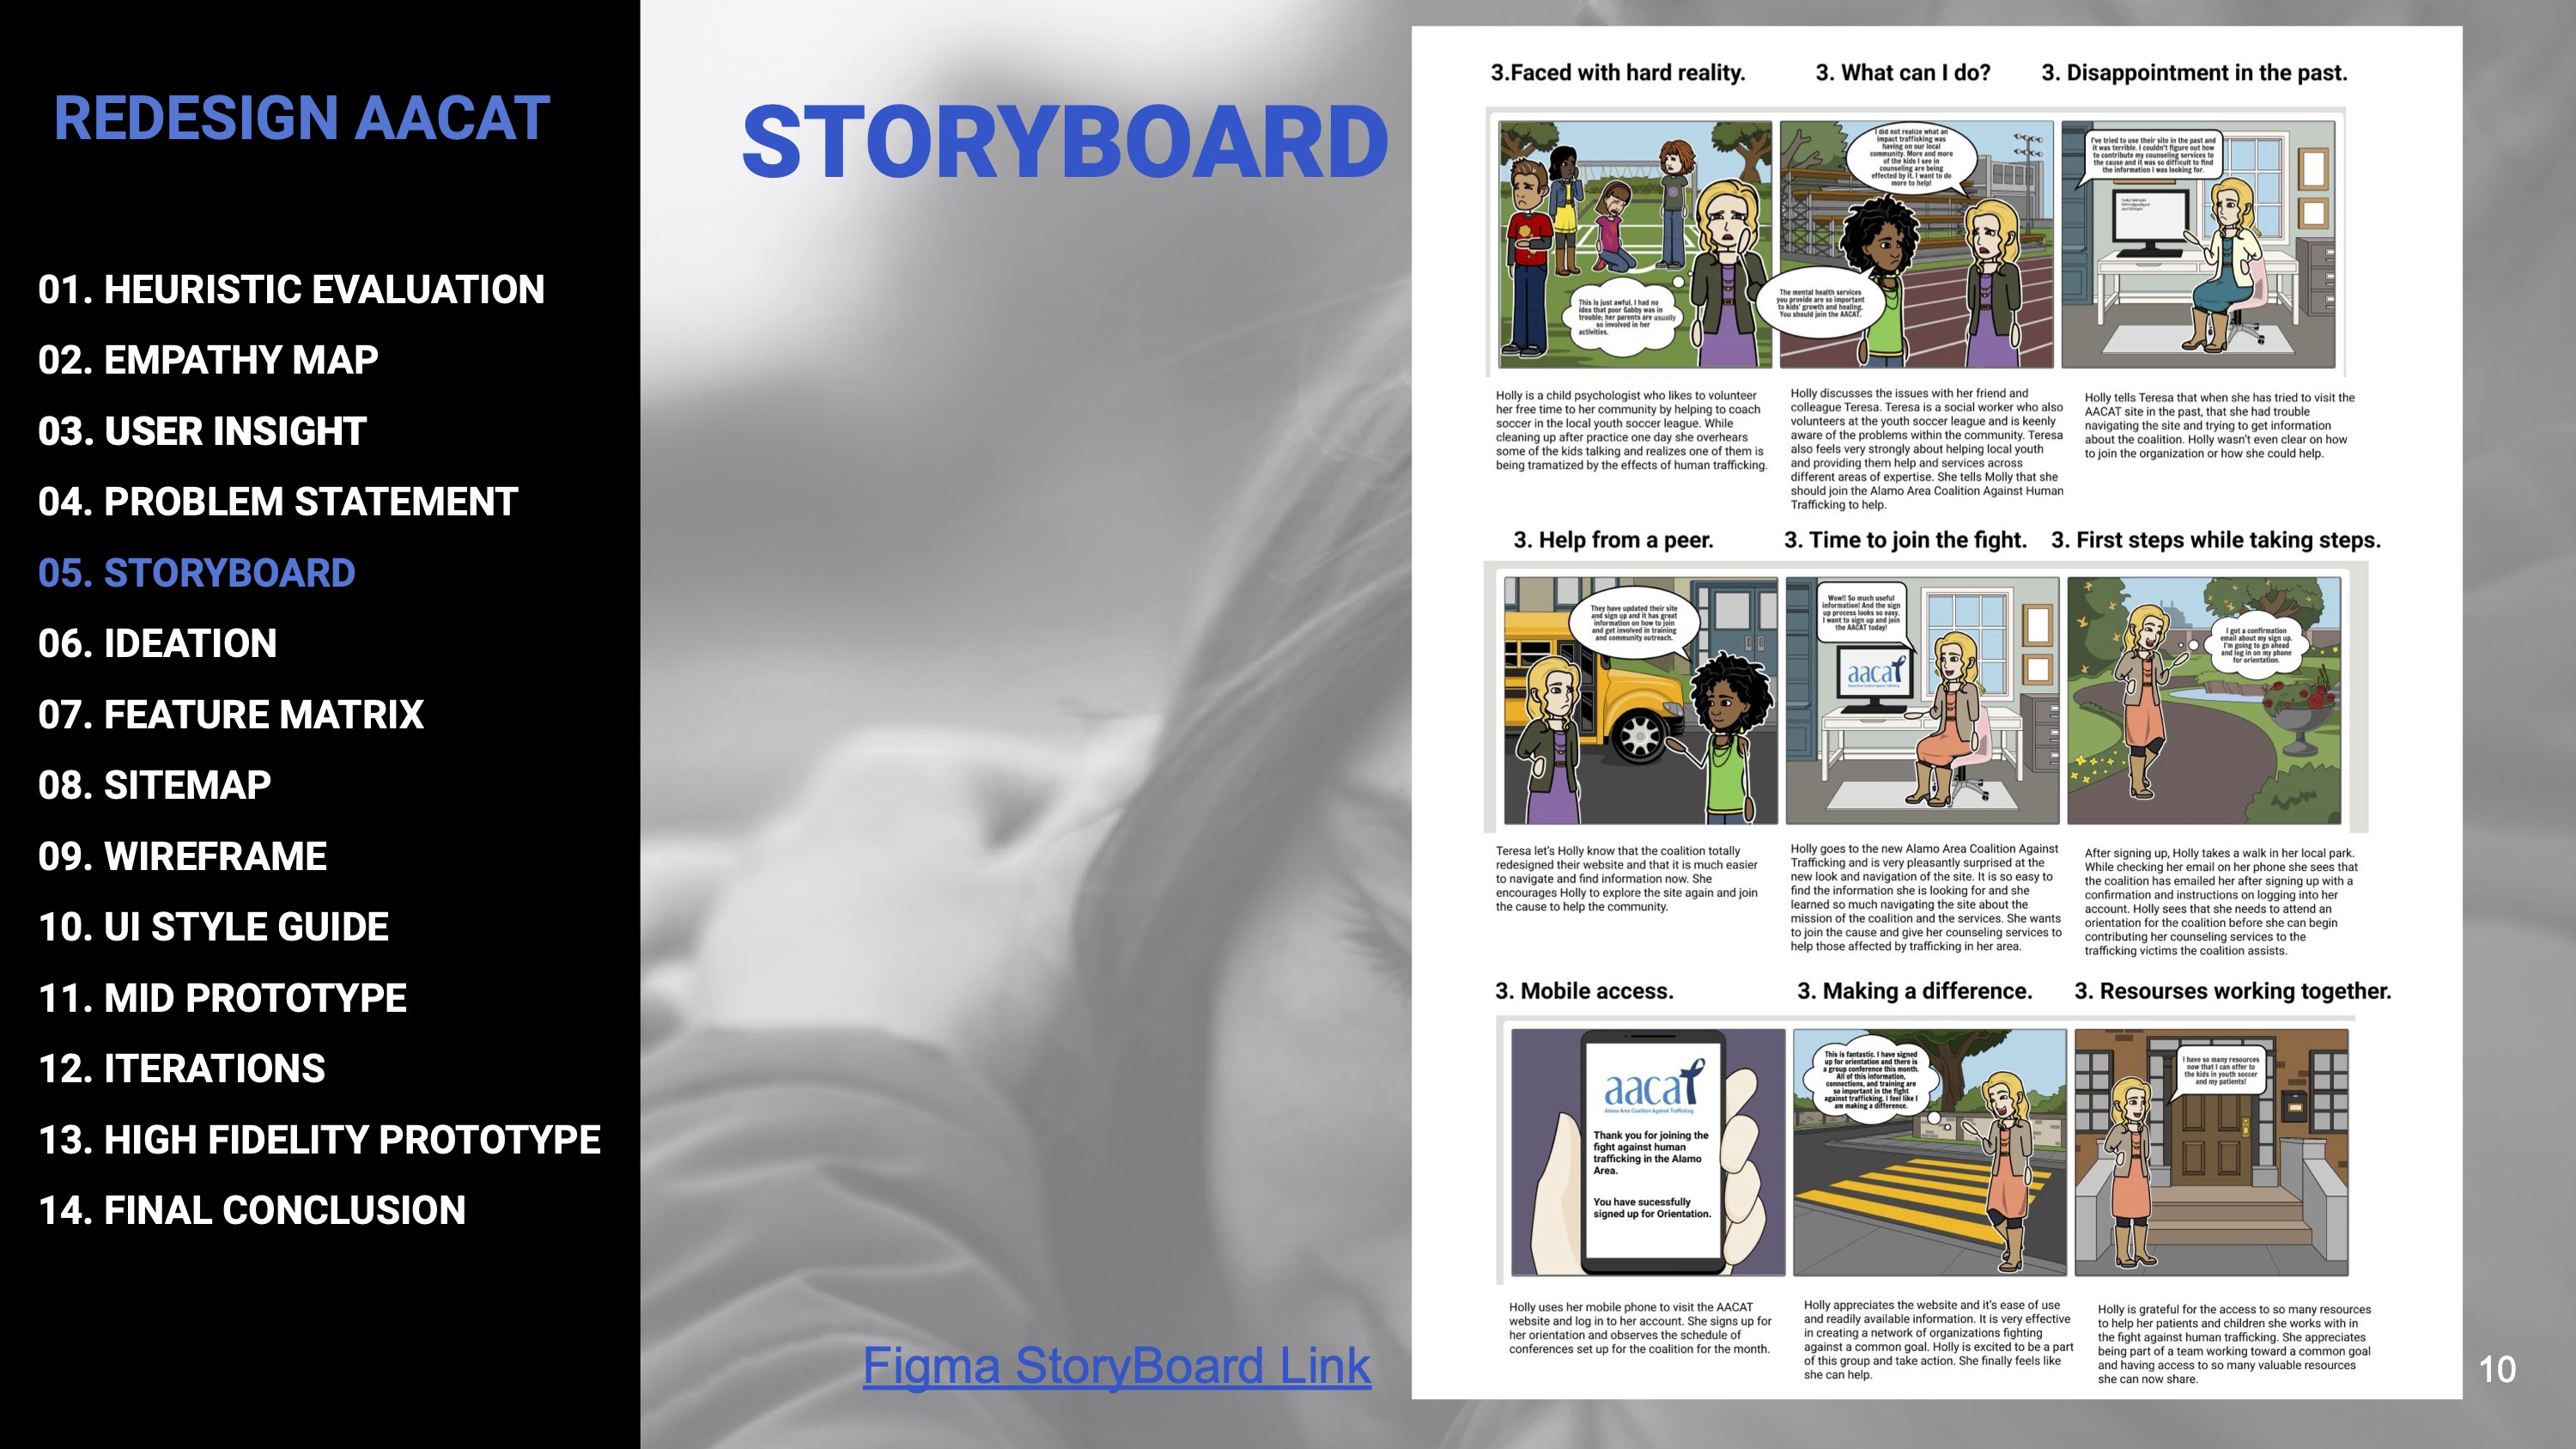 REDESIGN AACAT
01. HEURISTIC EVALUATION
02. EMPATHY MAP
03. USER INSIGHT
04. PROBLEM STATEMENT
05. STORYBOARD
06. IDEATION
07. FEATURE MATRIX
08. SITEMAP
09. WIREFRAME
10. UI STYLE GUIDE
11. MID PROTOTYPE
12. ITERATIONS
13. HIGH FIDELITY PROTOTYPE
14. FINAL CONCLUSION
STORYBOARD
Figma StoryBoard Link
3.Faced with hard reality.
3. What can I do?
3. Disappointment in the past.
This is just awful. I had no
idea that poor Gabby was in
trouble; her parents are usually
so involved in her
activities.
I did not realize what an
impact trafficking was
having on our local
community. More and more
of the kids I see in
counseling are being
effected by it. I want to do
more to help!
The mental health services
you provide are so important
to kids' growth and healing.
You should join the AACAT.
I've tried to use their site in the past and
it was terrible. I couldn't figure out how
to contribute my counseling services to
the cause and it was so difficult to find
the information I was looking for.
Holly is a child psychologist who likes to volunteer
her free time to her community by helping to coach
soccer in the local youth soccer league. While
cleaning up after practice one day she overhears
some of the kids talking and realizes one of them is
being tramatized by the effects of human trafficking.
Holly discusses the issues with her friend and
colleague Teresa. Teresa is a social worker who also
volunteers at the youth soccer league and is keenly
aware of the problems within the community. Teresa
also feels very strongly about helping local youth
and providing them help and services across
different areas of expertise. She tells Molly that she
should join the Alamo Area Coalition Against Human
Trafficking to help.
Holly tells Teresa that when she has tried to visit the
AACAT site in the past, that she had trouble
navigating the site and trying to get information
about the coalition. Holly wasn't even clear on how
to join the organization or how she could help.
3. Help from a peer.
3. Time to join the fight.
3. First steps while taking steps.
They have updated their site
and sign up and it has great
information on how to join
and get involved in training
and community outreach.
Wow!! So much useful
information! And the sign
up process looks so easy.
I want to sign up and join
the AACAT today!
aacat
Alamo Area Coalition Against Trafficking
I got a confirmation
email about my sign up.
I'm going to go ahead
and log in on my phone
for orientation.
Teresa let's Holly know that the coalition totally
redesigned their website and that it is much easier
to navigate and find information now. She
encourages Holly to explore the site again and join
the cause to help the community.
Holly goes to the new Alamo Area Coalition Against
Trafficking and is very pleasantly surprised at the
new look and navigation of the site. It is so easy to
find the information she is looking for and she
learned so much navigating the site about the
mission of the coalition and the services. She wants
to join the cause and give her counseling services to
help those affected by trafficking in her area.
After signing up, Holly takes a walk in her local park.
While checking her email on her phone she sees that
the coalition has emailed her after signing up with a
confirmation and instructions on logging into her
account. Holly sees that she needs to attend an
orientation for the coalition before she can begin
contributing her counseling services to the
trafficking victims the coalition assists.
3. Mobile access.
3. Making a difference.
3. Resourses working together.
aacat
Alamo Area Coalition Against Trafficking
Thank you for joining the
fight against human
trafficking in the Alamo
Area.
You have sucessfully
signed up for Orientation.
This is fantastic. I have signed
up for orientation and there is
a group conference this month.
All of this information,
connections, and training are
so important in the fight
against trafficking. I feel like I
am making a difference.
I have so many resources
now that I can offer to
the kids in youth soccer
and my patients!
Holly uses her mobile phone to visit the AACAT
website and log in to her account. She signs up for
her orientation and observes the schedule of
conferences set up for the coalition for the month.
Holly appreciates the website and it's ease of use
and readily available information. It is very effective
in creating a network of organizations fighting
against a common goal. Holly is excited to be a part
of this group and take action. She finally feels like
she can help.
Holly is grateful for the access to so many resources
to help her patients and children she works with in
the fight against human trafficking. She appreciates
being part of a team working toward a common goal
and having access to so many valuable resources
she can now share.
10